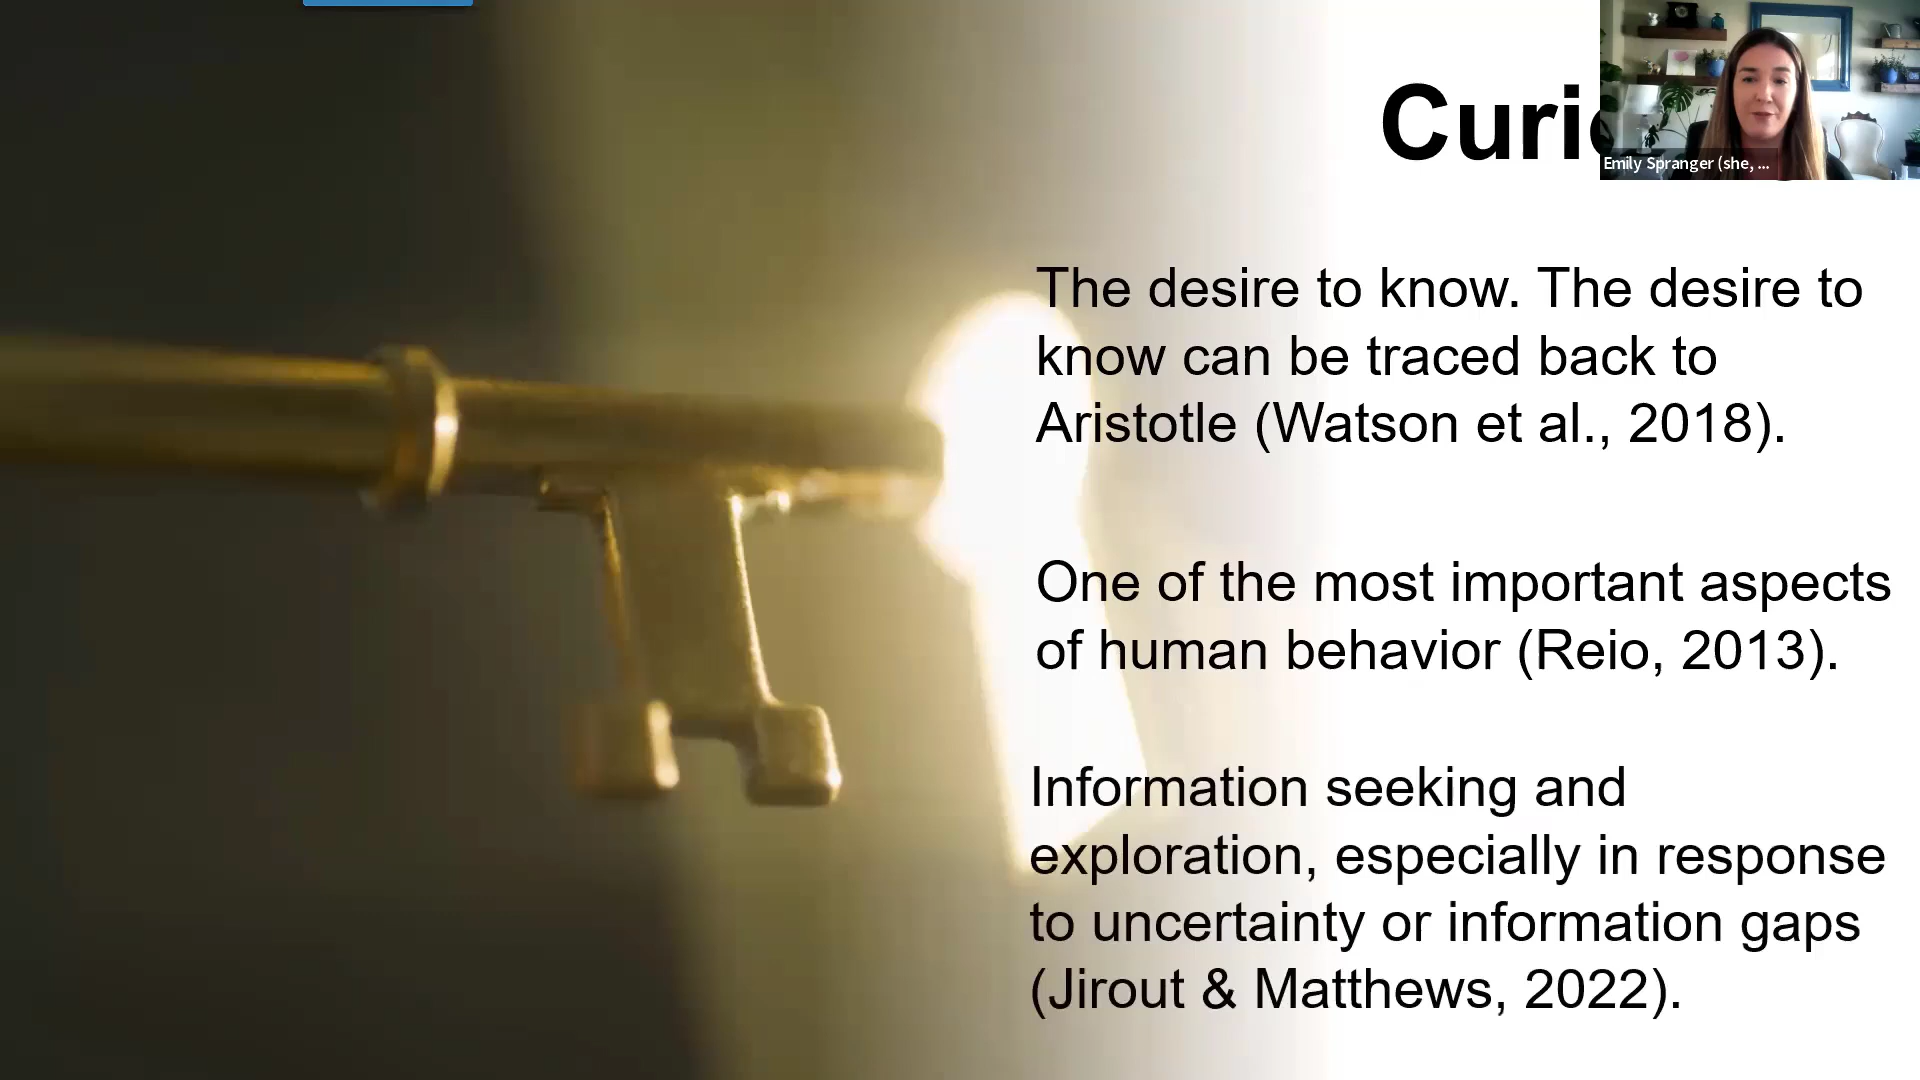 Curi
Emily Spranger (she, ...
The desire to know. The desire to
know can be traced back to
Aristotle (Watson et al., 2018).
One of the most important aspects
of human behavior (Reio, 2013).
Information seeking and
exploration, especially in response
to uncertainty or information gaps
(Jirout & Matthews, 2022).